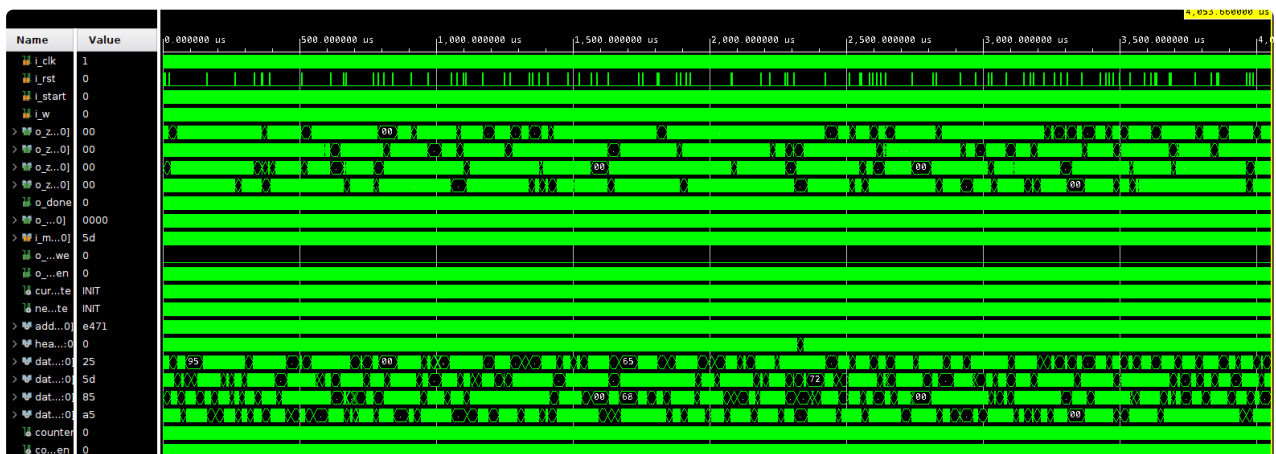 4,053.660000 us
Name Value 0.000000 us 500.000000 us 1,000.000000 us 1,500.000000 us 2,000.000000 us 2,500.000000 us 3,000.000000 us 3,500.000000 us 4,0
i_clk 1
i_rst 0
i_start 0
i_w 0
o_z...0] 00 00
o_z...0] 00
o_z...0] 00 00 00
o_z...0] 00 00
o_done 0
o_...0] 0000
i_m...0] 5d
o_...we 0
o_...en 0
cur...te INIT
ne...te INIT
add...0] e471
hea...:0 0
dat...:0] 25 95 00 65
dat...:0] 5d 72
dat...:0] 85 00 68 00
dat...:0] a5 00
counter 0
co...en 0